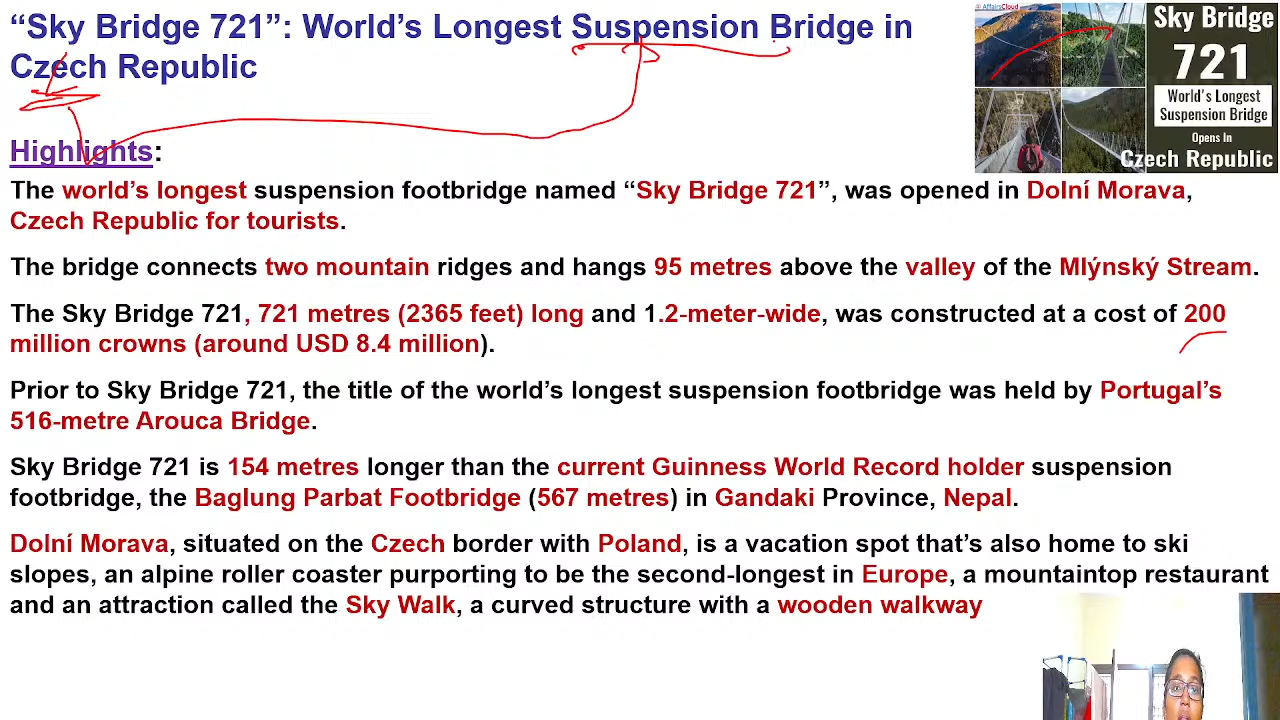 “Sky Bridge 721”: World’s Longest Suspension Bridge in
Czech Republic
AffairsCloud
Sky Bridge
721
World's Longest
Suspension Bridge
Opens In
Czech Republic
Highlights:
The world’s longest suspension footbridge named “Sky Bridge 721”, was opened in Dolní Morava,
Czech Republic for tourists.
The bridge connects two mountain ridges and hangs 95 metres above the valley of the Mlýnský Stream.
The Sky Bridge 721, 721 metres (2365 feet) long and 1.2-meter-wide, was constructed at a cost of 200
million crowns (around USD 8.4 million).
Prior to Sky Bridge 721, the title of the world’s longest suspension footbridge was held by Portugal’s
516-metre Arouca Bridge.
Sky Bridge 721 is 154 metres longer than the current Guinness World Record holder suspension
footbridge, the Baglung Parbat Footbridge (567 metres) in Gandaki Province, Nepal.
Dolní Morava, situated on the Czech border with Poland, is a vacation spot that’s also home to ski
slopes, an alpine roller coaster purporting to be the second-longest in Europe, a mountaintop restaurant
and an attraction called the Sky Walk, a curved structure with a wooden walkway